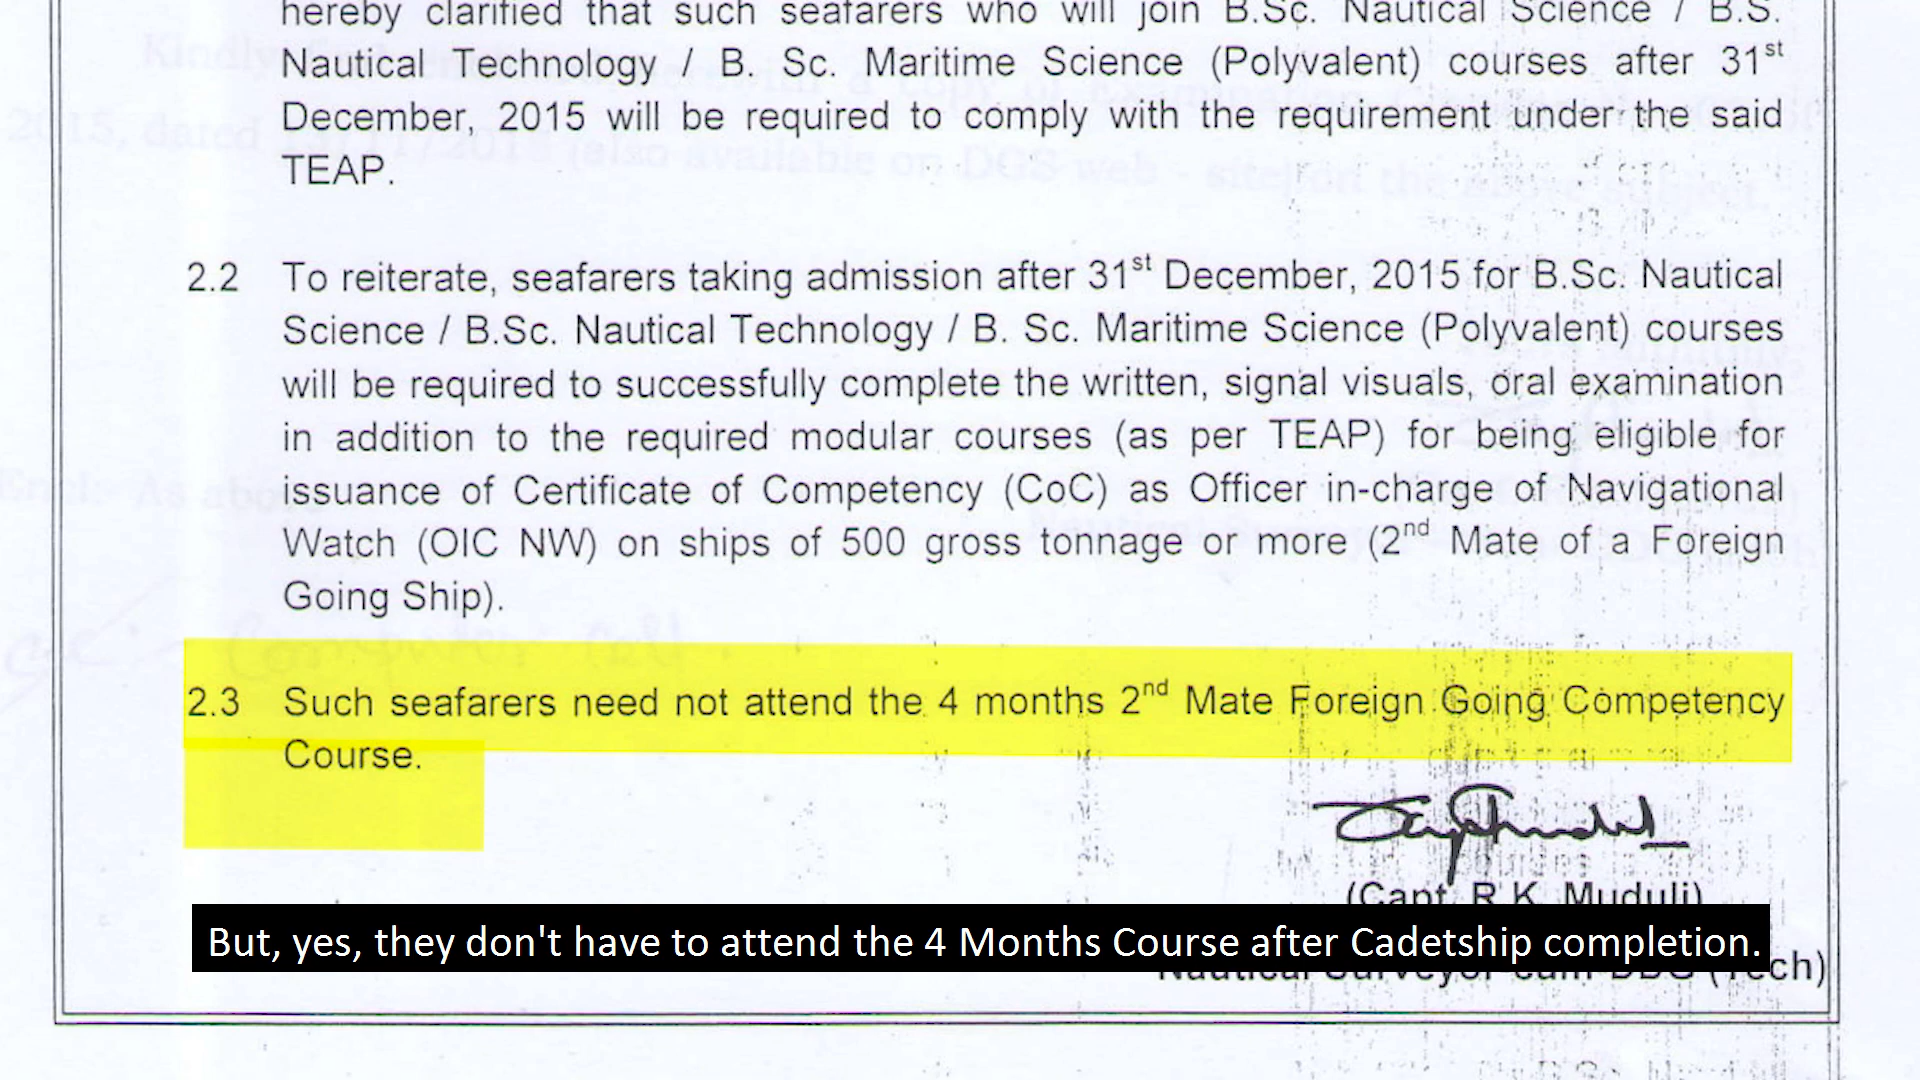 hereby clarified that such seafarers who will join B.Sc. Nautical Science / B.S.
Nautical Technology / B. Sc. Maritime Science (Polyvalent) courses after 31st
December, 2015 will be required to comply with the requirement under the said
TEAP.
2.2 To reiterate, seafarers taking admission after 31st December, 2015 for B.Sc. Nautical
Science / B.Sc. Nautical Technology / B. Sc. Maritime Science (Polyvalent) courses
will be required to successfully complete the written, signal visuals, oral examination
in addition to the required modular courses (as per TEAP) for being eligible for
issuance of Certificate of Competency (CoC) as Officer in-charge of Navigational
Watch (OIC NW) on ships of 500 gross tonnage or more (2nd Mate of a Foreign
Going Ship).
2.3 Such seafarers need not attend the 4 months 2nd Mate Foreign Going Competency
Course.
(Capt. R.K. Muduli)
But, yes, they don't have to attend the 4 Months Course after Cadetship completion.
Nautical Surveyor-cum-DDG (Tech)